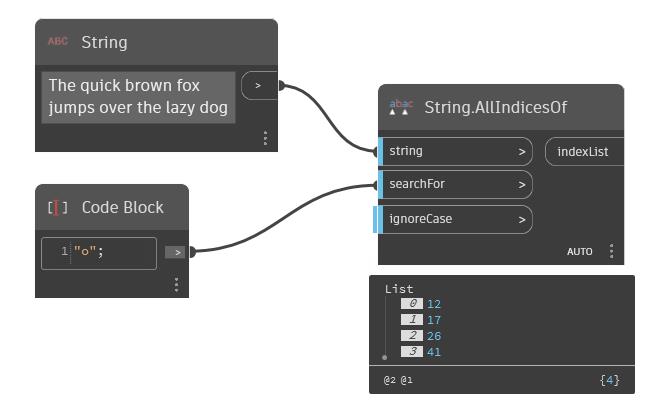 ABC String
The quick brown fox
jumps over the lazy dog
>
abac String.AllIndicesOf
string >
searchFor >
ignoreCase >
indexList
AUTO
[I] Code Block
1 "o";
>
List
0 12
1 17
2 26
3 41
@2 @1 {4}